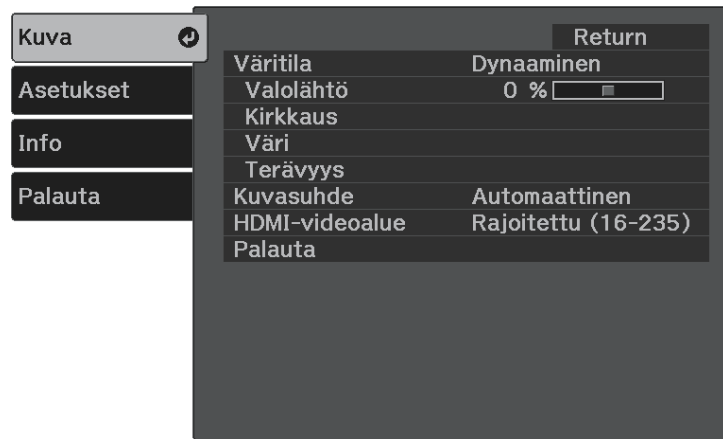 Kuva
Asetukset
Info
Palauta
Return
Väritila Dynaaminen
Valolähtö 0 %
Kirkkaus
Väri
Terävyys
Kuvasuhde Automaattinen
HDMI-videoalue Rajoitettu (16-235)
Palauta